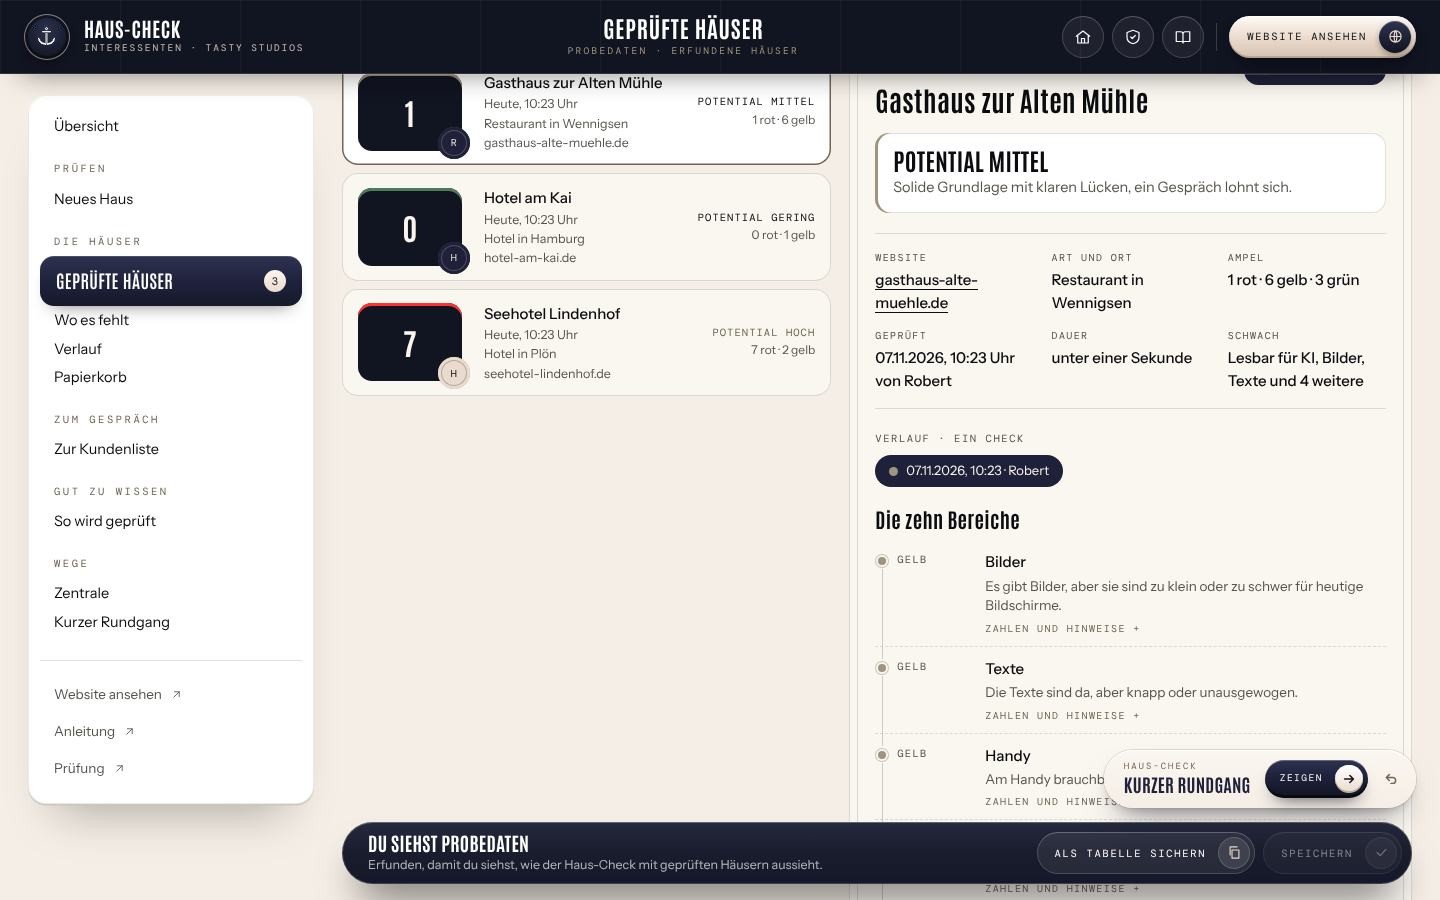 HAUS-CHECK
INTERESSENTEN · TASTY STUDIOS
GEPRÜFTE HÄUSER
PROBEDATEN · ERFUNDENE HÄUSER
WEBSITE ANSEHEN
Übersicht
PRÜFEN
Neues Haus
DIE HÄUSER
GEPRÜFTE HÄUSER
3
Wo es fehlt
Verlauf
Papierkorb
ZUM GESPRÄCH
Zur Kundenliste
GUT ZU WISSEN
So wird geprüft
WEGE
Zentrale
Kurzer Rundgang
Website ansehen ↗
Anleitung ↗
Prüfung ↗
1
R
Gasthaus zur Alten Mühle
Heute, 10:23 Uhr
Restaurant in Wennigsen
gasthaus-alte-muehle.de
POTENTIAL MITTEL
1 rot · 6 gelb
0
H
Hotel am Kai
Heute, 10:23 Uhr
Hotel in Hamburg
hotel-am-kai.de
POTENTIAL GERING
0 rot · 1 gelb
7
H
Seehotel Lindenhof
Heute, 10:23 Uhr
Hotel in Plön
seehotel-lindenhof.de
POTENTIAL HOCH
7 rot · 2 gelb
Gasthaus zur Alten Mühle
POTENTIAL MITTEL
Solide Grundlage mit klaren Lücken, ein Gespräch lohnt sich.
WEBSITE
gasthaus-alte-
muehle.de
ART UND ORT
Restaurant in
Wennigsen
AMPEL
1 rot · 6 gelb · 3 grün
GEPRÜFT
07.11.2026, 10:23 Uhr
von Robert
DAUER
unter einer Sekunde
SCHWACH
Lesbar für KI, Bilder,
Texte und 4 weitere
VERLAUF · EIN CHECK
07.11.2026, 10:23 · Robert
Die zehn Bereiche
GELB
Bilder
Es gibt Bilder, aber sie sind zu klein oder zu schwer für heutige
Bildschirme.
ZAHLEN UND HINWEISE +
GELB
Texte
Die Texte sind da, aber knapp oder unausgewogen.
ZAHLEN UND HINWEISE +
GELB
Handy
Am Handy brauchb
ZAHLEN UND HINWEIS
HAUS-CHECK
KURZER RUNDGANG
ZEIGEN
DU SIEHST PROBEDATEN
Erfunden, damit du siehst, wie der Haus-Check mit geprüften Häusern aussieht.
ALS TABELLE SICHERN
SPEICHERN
ZAHLEN UND HINWEISE +